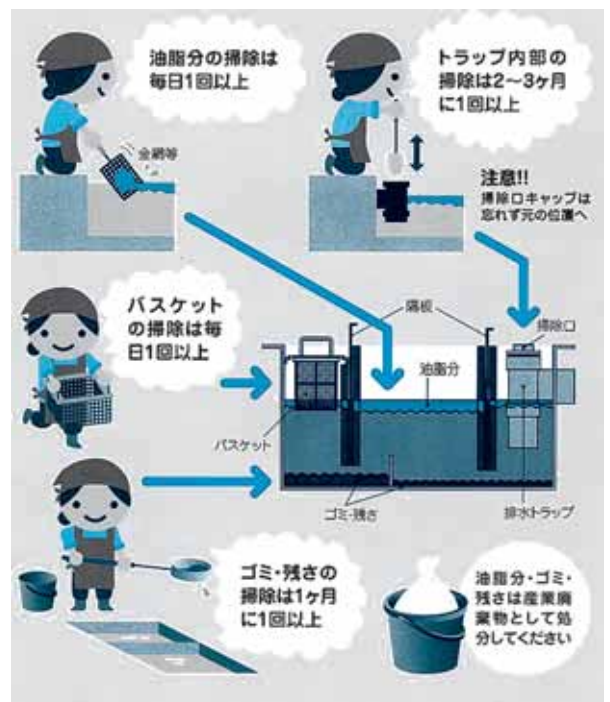 油脂分の掃除は
毎日1回以上
トラップ内部の
掃除は2～3ヶ月
に1回以上
金網等
注意!!
掃除口キャップは
忘れず元の位置へ
バスケット
の掃除は毎
日1回以上
隔板
掃除口
油脂分
バスケット
ゴミ・残さ
排水トラップ
ゴミ・残さの
掃除は1ヶ月
に1回以上
油脂分・ゴミ・
残さは産業廃
棄物として処
分してください